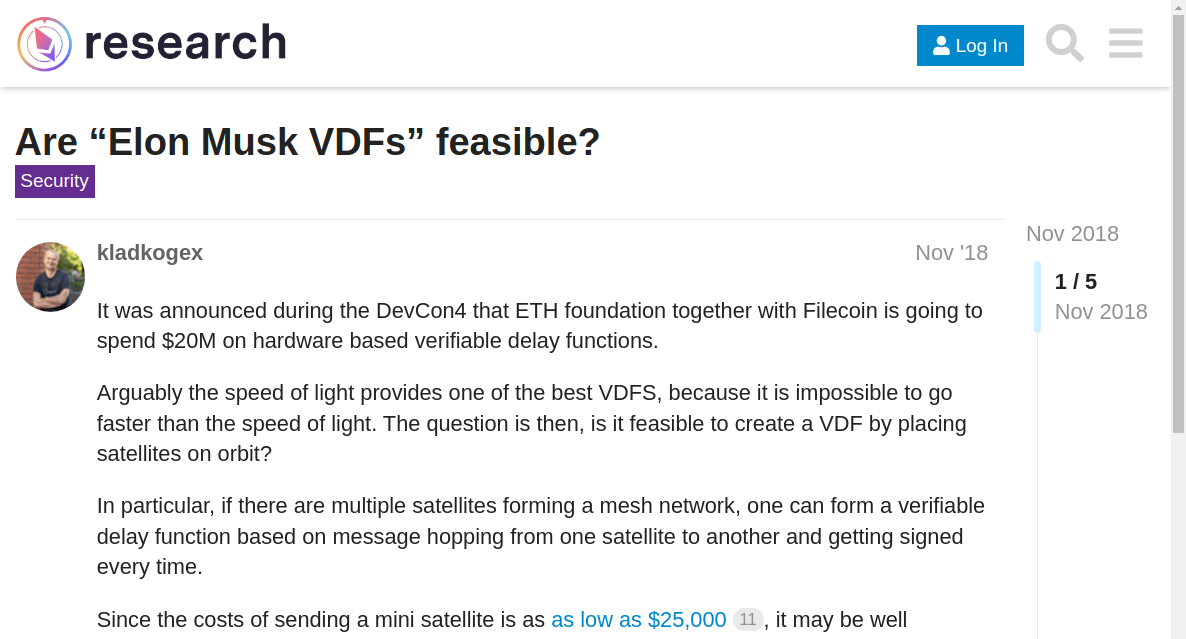 research
Log In
Are “Elon Musk VDFs” feasible?
Security
kladkogex
Nov '18
It was announced during the DevCon4 that ETH foundation together with Filecoin is going to
spend $20M on hardware based verifiable delay functions.
Arguably the speed of light provides one of the best VDFS, because it is impossible to go
faster than the speed of light. The question is then, is it feasible to create a VDF by placing
satellites on orbit?
In particular, if there are multiple satellites forming a mesh network, one can form a verifiable
delay function based on message hopping from one satellite to another and getting signed
every time.
Since the costs of sending a mini satellite is as as low as $25,000 11, it may be well
Nov 2018
1 / 5
Nov 2018